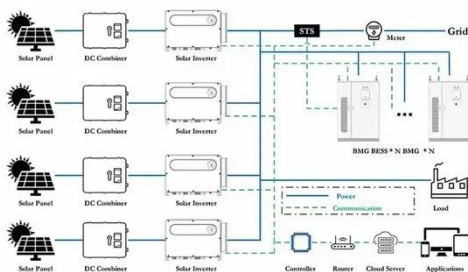 STS
Meter
Grid
Solar Panel
DC Combiner
Solar Inverter
Solar Panel
DC Combiner
Solar Inverter
BMG BESS * N BMG * N
Solar Panel
DC Combiner
Solar Inverter
Power
Communication
Load
Solar Panel
DC Combiner
Solar Inverter
Controller
Router
Cloud Server
Applications